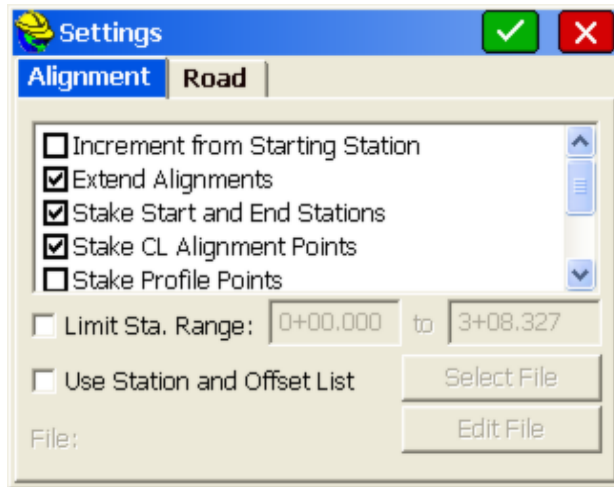 Settings
Alignment Road
Increment from Starting Station
Extend Alignments
Stake Start and End Stations
Stake CL Alignment Points
Stake Profile Points
Limit Sta. Range: 0+00.000 to 3+08.327
Use Station and Offset List Select File
File: Edit File